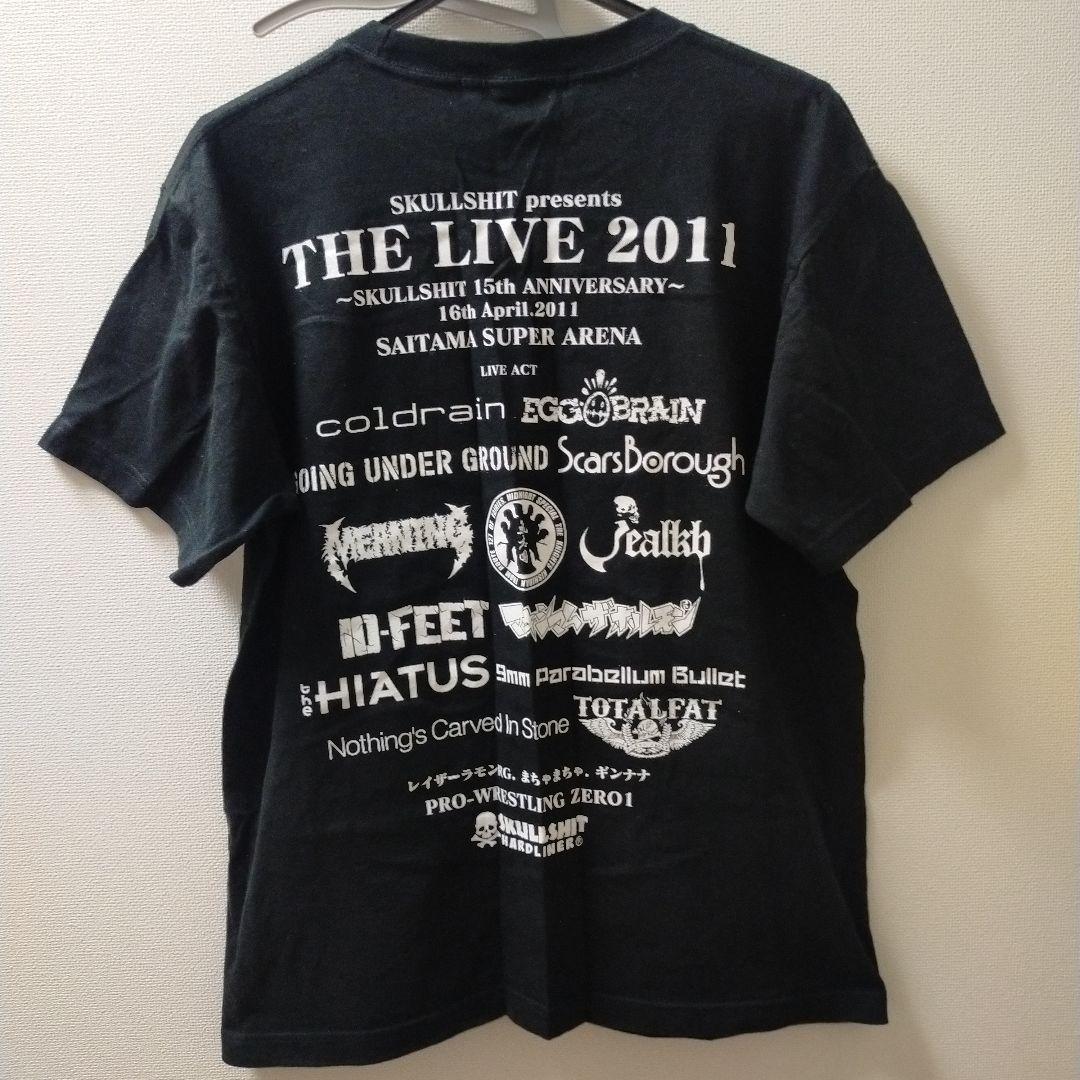 SKULLSHIT presents
THE LIVE 2011
~SKULLSHIT 15th ANNIVERSARY~
16th April.2011
SAITAMA SUPER ARENA
LIVE ACT
coldrain EGG BRAIN
GOING UNDER GROUND ScarsBorough
MEANING Jealkb
10-FEET マキシマムザホルモン
the HIATUS 9mm Parabellum Bullet
Nothing's Carved In Stone TOTALFAT
レイザーラモンRG. まちゃまちゃ. ギンナナ
PRO-WRESTLING ZERO1
SKULLSHIT
HARDLINER®